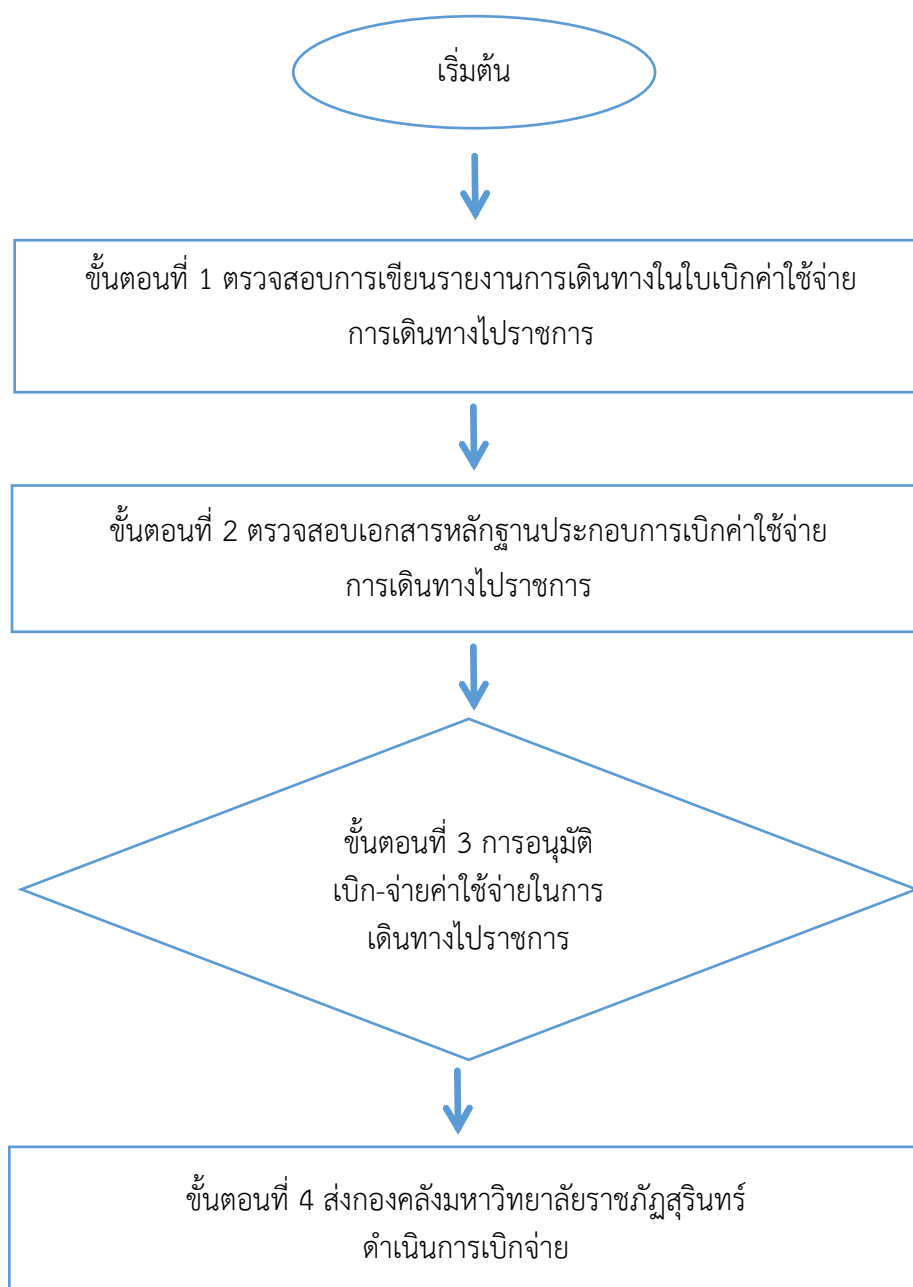 เริ่มต้น
ขั้นตอนที่ 1 ตรวจสอบการเขียนรายงานการเดินทางในใบเบิกค่าใช้จ่าย
การเดินทางไปราชการ
ขั้นตอนที่ 2 ตรวจสอบเอกสารหลักฐานประกอบการเบิกค่าใช้จ่าย
การเดินทางไปราชการ
ขั้นตอนที่ 3 การอนุมัติ
เบิก-จ่ายค่าใช้จ่ายในการ
เดินทางไปราชการ
ขั้นตอนที่ 4 ส่งกองคลังมหาวิทยาลัยราชภัฏสุรินทร์
ดำเนินการเบิกจ่าย